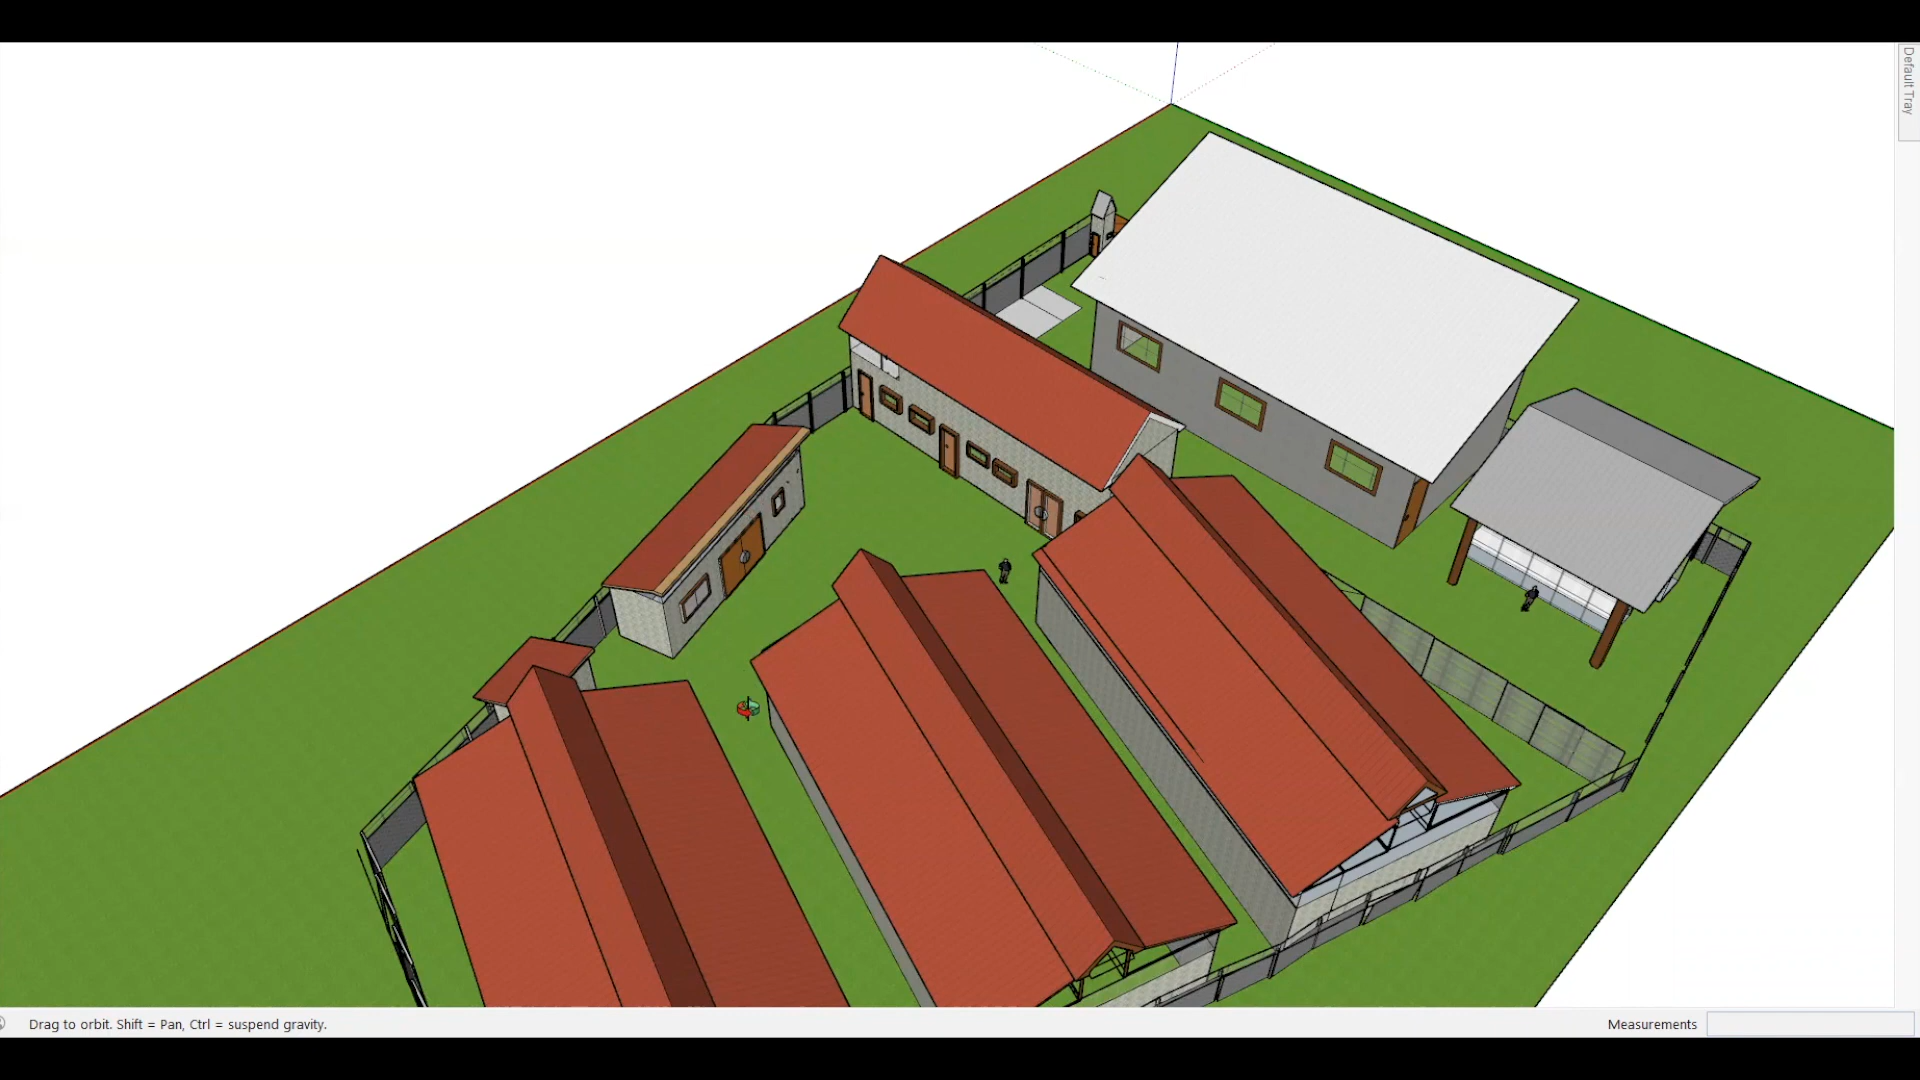 Default Tray
Drag to orbit. Shift = Pan, Ctrl = suspend gravity.
Measurements